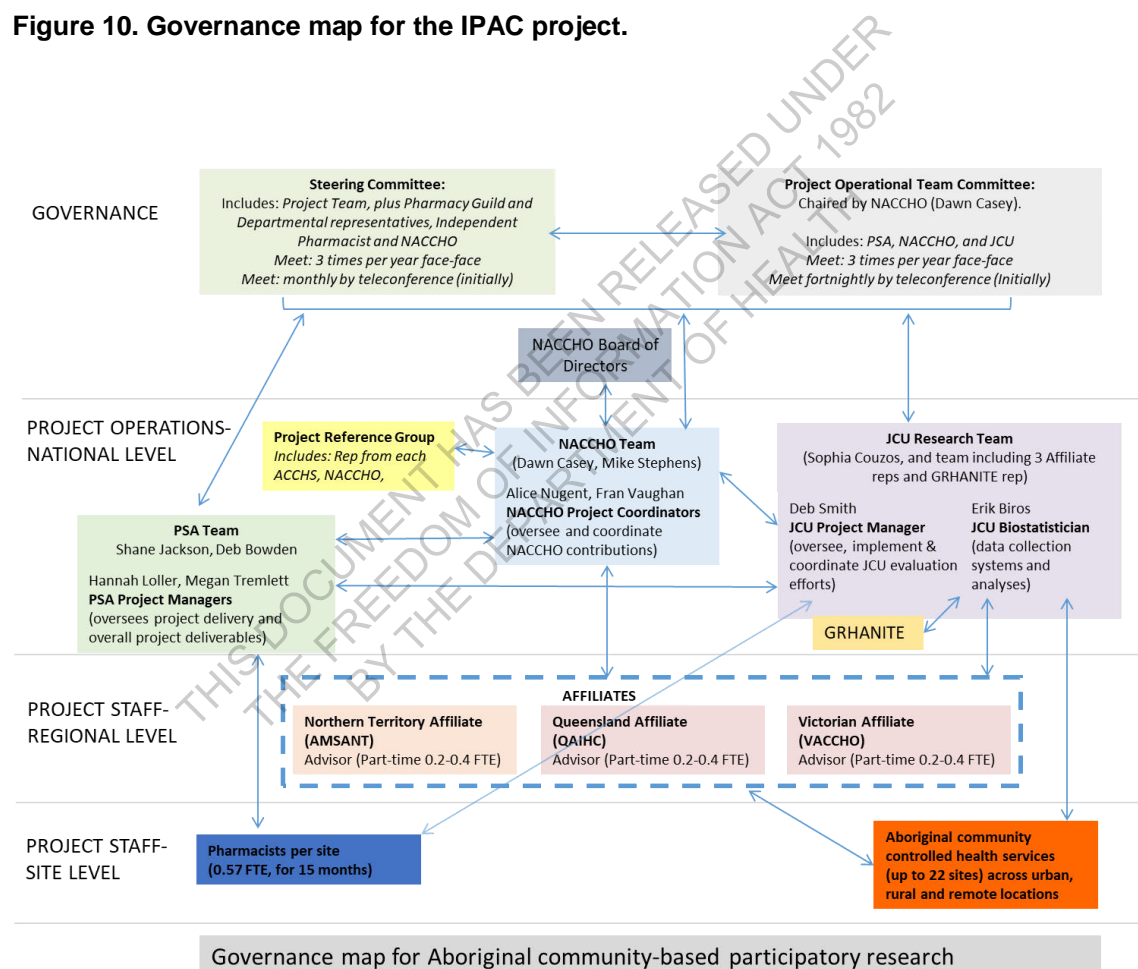 Figure 10. Governance map for the IPAC project.
THIS DOCUMENT HAS BEEN RELEASED UNDER
THE FREEDOM OF INFORMATION ACT 1982
BY THE DEPARTMENT OF HEALTH
GOVERNANCE
Steering Committee:
Includes: Project Team, plus Pharmacy Guild and
Departmental representatives, Independent
Pharmacist and NACCHO
Meet: 3 times per year face-face
Meet: monthly by teleconference (initially)
Project Operational Team Committee:
Chaired by NACCHO (Dawn Casey).
Includes: PSA, NACCHO, and JCU
Meet: 3 times per year face-face
Meet fortnightly by teleconference (Initially)
NACCHO Board of
Directors
PROJECT OPERATIONS-
NATIONAL LEVEL
Project Reference Group
Includes: Rep from each
ACCHS, NACCHO,
NACCHO Team
(Dawn Casey, Mike Stephens)
Alice Nugent, Fran Vaughan
NACCHO Project Coordinators
(oversee and coordinate
NACCHO contributions)
JCU Research Team
(Sophia Couzos, and team including 3 Affiliate
reps and GRHANITE rep)
Deb Smith
JCU Project Manager
(oversee, implement &
coordinate JCU evaluation
efforts)
Erik Biros
JCU Biostatistician
(data collection
systems and
analyses)
PSA Team
Shane Jackson, Deb Bowden
Hannah Loller, Megan Tremlett
PSA Project Managers
(oversees project delivery and
overall project deliverables)
GRHANITE
PROJECT STAFF-
REGIONAL LEVEL
AFFILIATES
Northern Territory Affiliate
(AMSANT)
Advisor (Part-time 0.2-0.4 FTE)
Queensland Affiliate
(QAIHC)
Advisor (Part-time 0.2-0.4 FTE)
Victorian Affiliate
(VACCHO)
Advisor (Part-time 0.2-0.4 FTE)
PROJECT STAFF-
SITE LEVEL
Pharmacists per site
(0.57 FTE, for 15 months)
Aboriginal community
controlled health services
(up to 22 sites) across urban,
rural and remote locations
Governance map for Aboriginal community-based participatory research